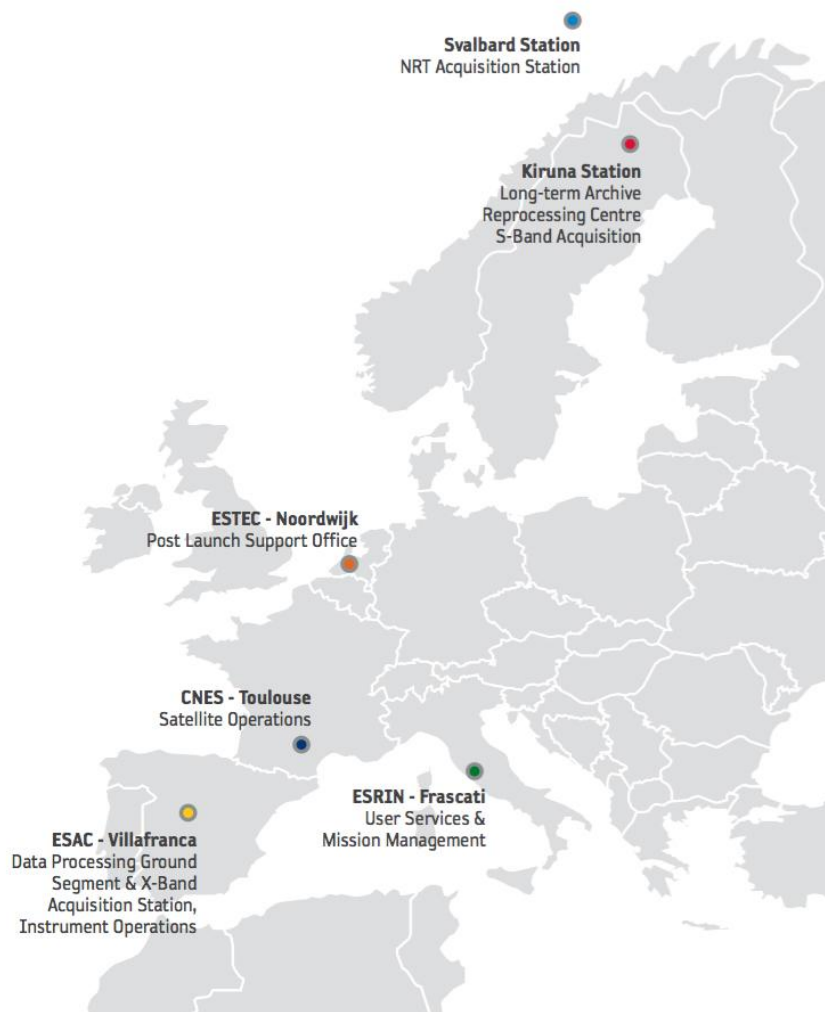 Svalbard Station
NRT Acquisition Station
Kiruna Station
Long-term Archive
Reprocessing Centre
S-Band Acquisition
ESTEC - Noordwijk
Post Launch Support Office
CNES - Toulouse
Satellite Operations
ESRIN - Frascati
User Services &
Mission Management
ESAC - Villafranca
Data Processing Ground
Segment & X-Band
Acquisition Station,
Instrument Operations